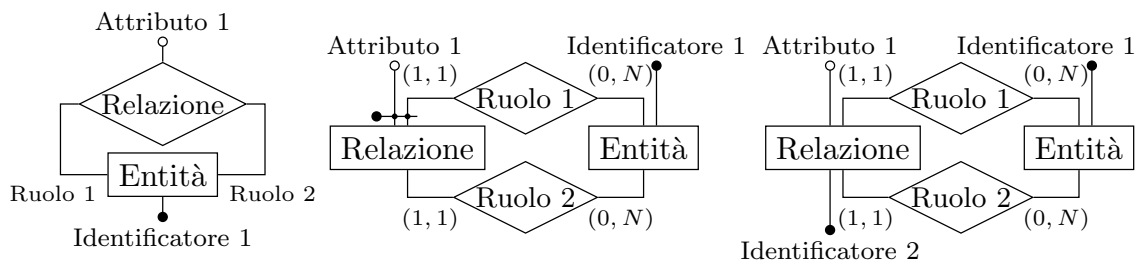 Attributo 1
Relazione
Entità
Ruolo 1
Ruolo 2
Identificatore 1
Attributo 1
Identificatore 1
(1, 1)
(0, N)
Ruolo 1
Relazione
Entità
Ruolo 2
(1, 1)
(0, N)
Attributo 1
Identificatore 1
(1, 1)
(0, N)
Ruolo 1
Relazione
Entità
Ruolo 2
(1, 1)
(0, N)
Identificatore 2